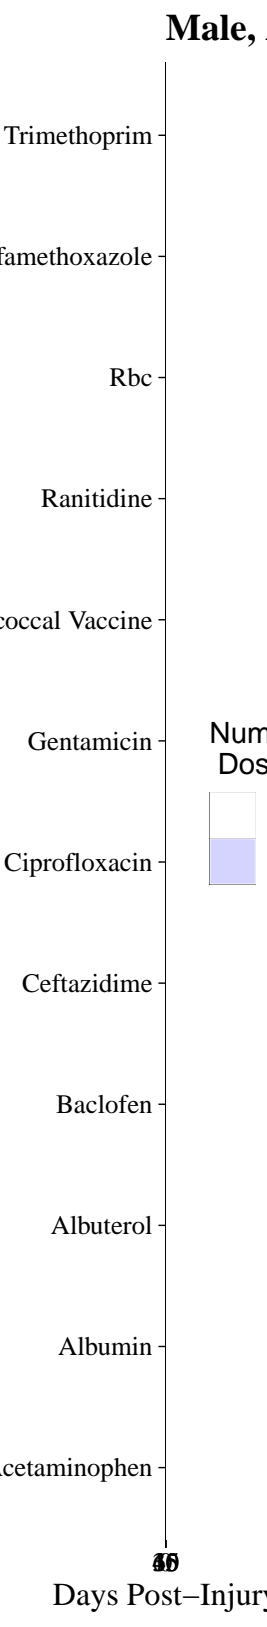 Male,
Trimethoprim
famethoxazole
Rbc
Ranitidine
coccal Vaccine
Gentamicin
Num
Dos
Ciprofloxacin
Ceftazidime
Baclofen
Albuterol
Albumin
cetaminophen
Days Post−Injury